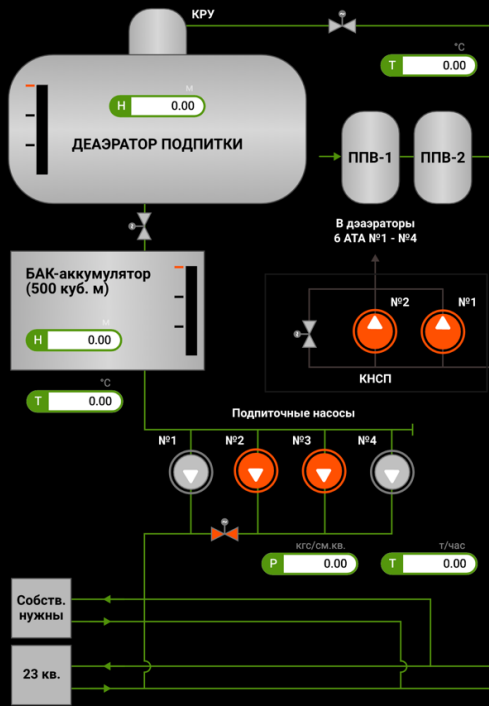 КРУ
°C
T 0.00
м
H 0.00
ДЕАЭРАТОР ПОДПИТКИ
ППВ-1
ППВ-2
В дэаэраторы
6 АТА №1 - №4
БАК-аккумулятор
(500 куб. м)
м
H 0.00
№2
№1
КНСП
°C
T 0.00
Подпиточные насосы
№1
№2
№3
№4
кгс/см.кв.
P 0.00
т/час
T 0.00
Собств.
нужны
23 кв.